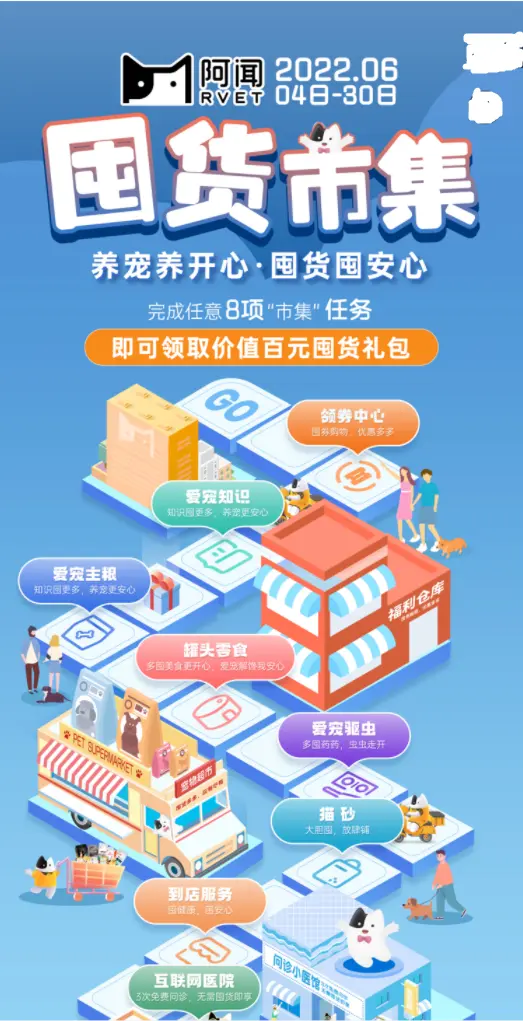 阿闻
RVET
2022.06
04日-30日
囤货市集
养宠养开心·囤货囤安心
完成任意8项"市集"任务
即可领取价值百元囤货礼包
GO
领券中心
囤券购物，优惠多多
爱宠知识
知识囤更多，养宠更安心
福利仓库
爱宠主粮
知识囤更多，养宠更安心
罐头零食
多囤美食更开心，爱宠解馋我安心
爱宠驱虫
多囤药药，虫虫走开
PET SUPERMARKET
宠物超市
猫砂
大胆囤，放肆铺
到店服务
囤健康，囤安心
问诊小医馆
互联网医院
3次免费问诊，无需囤货即享